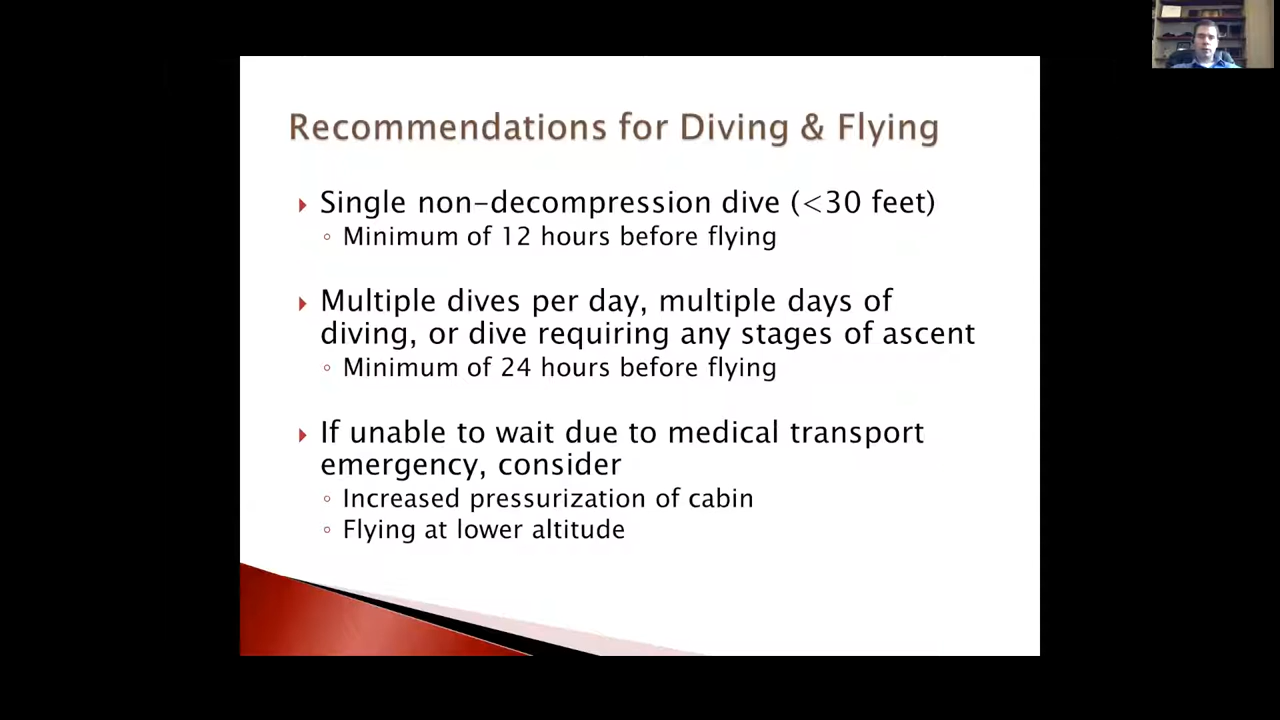 Recommendations for Diving & Flying
Single non-decompression dive (<30 feet)
Minimum of 12 hours before flying
Multiple dives per day, multiple days of
diving, or dive requiring any stages of ascent
Minimum of 24 hours before flying
If unable to wait due to medical transport
emergency, consider
Increased pressurization of cabin
Flying at lower altitude